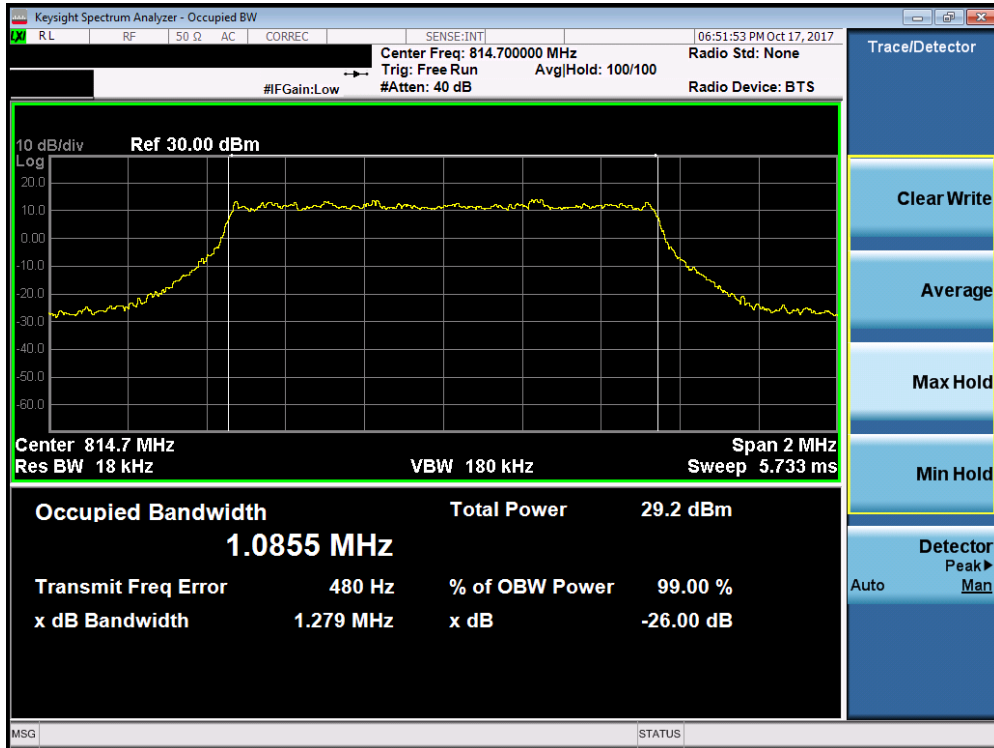 Keysight Spectrum Analyzer - Occupied BW
LXI RL RF 50 Ω AC CORREC SENSE:INT 06:51:53 PM Oct 17, 2017
Center Freq: 814.700000 MHz Radio Std: None
Trig: Free Run Avg|Hold: 100/100
#IFGain:Low #Atten: 40 dB Radio Device: BTS
10 dB/div Ref 30.00 dBm
Log
20.0
10.0
0.00
-10.0
-20.0
-30.0
-40.0
-50.0
-60.0
Center 814.7 MHz Span 2 MHz
Res BW 18 kHz VBW 180 kHz Sweep 5.733 ms
Occupied Bandwidth Total Power 29.2 dBm
1.0855 MHz
Transmit Freq Error 480 Hz % of OBW Power 99.00 %
x dB Bandwidth 1.279 MHz x dB -26.00 dB
MSG STATUS
Trace/Detector
Clear Write
Average
Max Hold
Min Hold
Detector
Peak▶
Auto Man